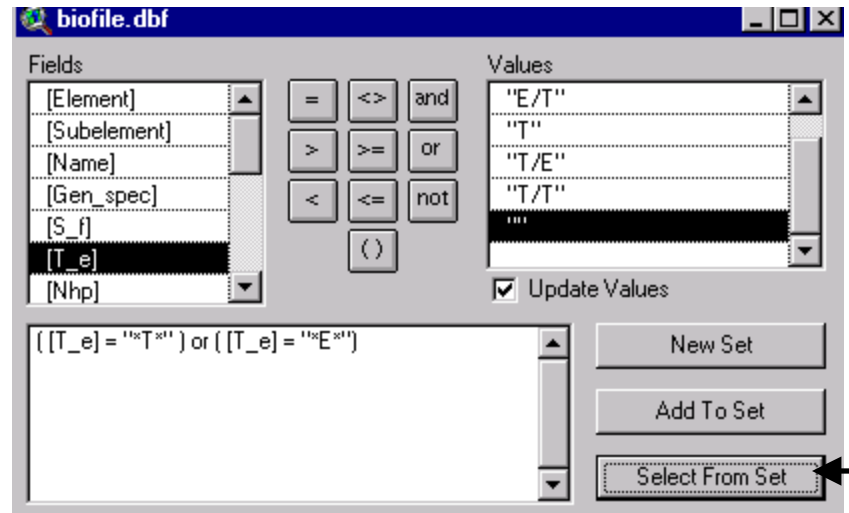 biofile.dbf
Fields
Values
[Element]
[Subelement]
[Name]
[Gen_spec]
[S_f]
[T_e]
[Nhp]
= <> and
> >= or
< <= not
( )
"E/T"
"T"
"T/E"
"T/T"
""
Update Values
( [T_e] = "*T*" ) or ( [T_e] = "*E*")
New Set
Add To Set
Select From Set